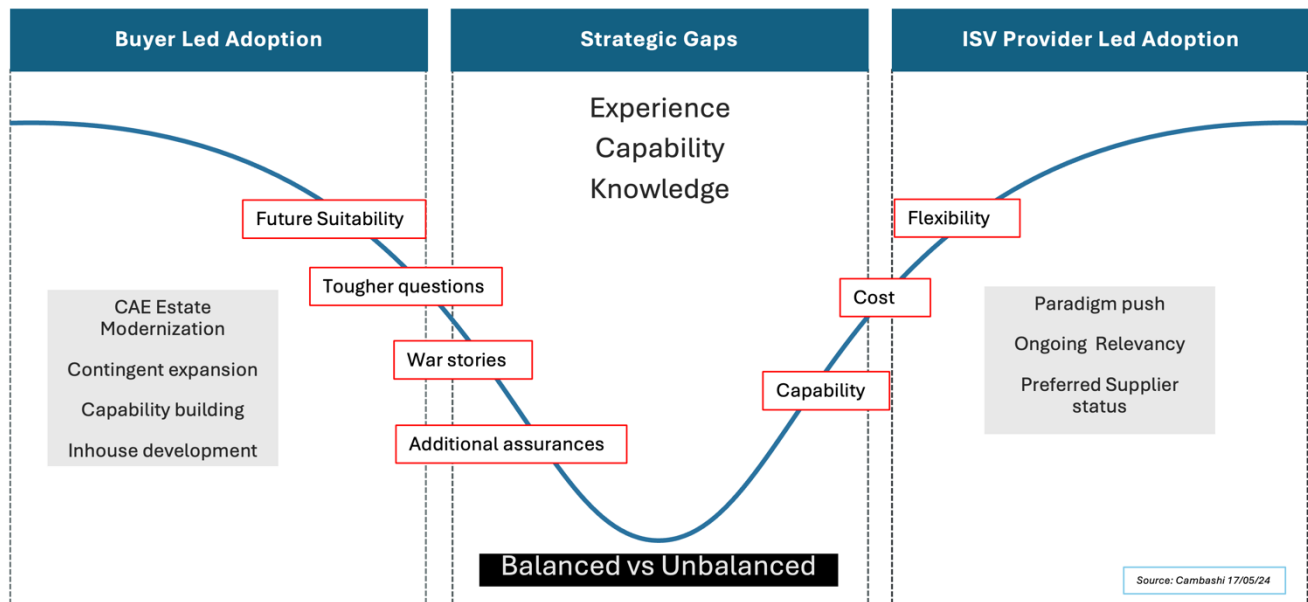 Buyer Led Adoption
Strategic Gaps
ISV Provider Led Adoption
Experience
Capability
Knowledge
Future Suitability
Tougher questions
War stories
Additional assurances
Flexibility
Cost
Capability
CAE Estate
Modernization
Contingent expansion
Capability building
Inhouse development
Paradigm push
Ongoing Relevancy
Preferred Supplier
status
Balanced vs Unbalanced
Source: Cambashi 17/05/24